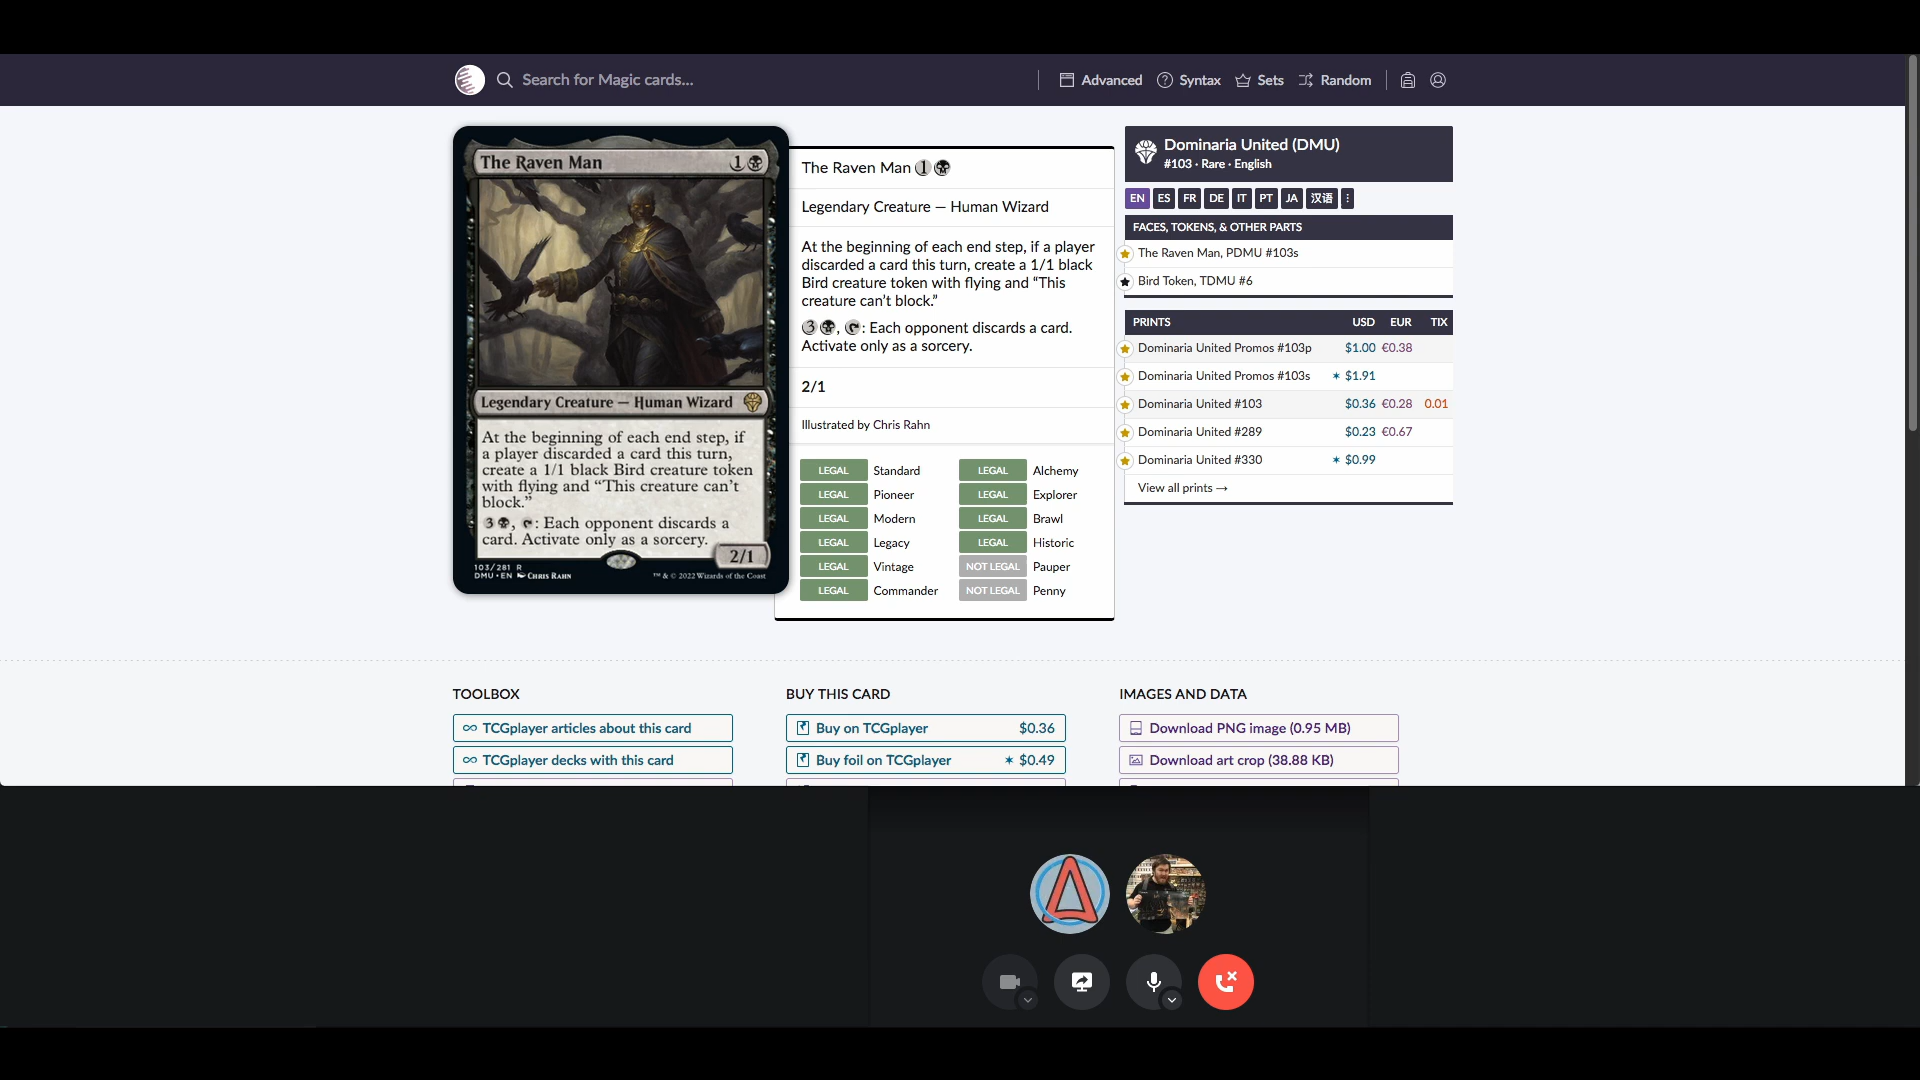 Search for Magic cards...
Advanced
Syntax
Sets
Random
The Raven Man 1
Legendary Creature — Human Wizard
At the beginning of each end step, if
a player discarded a card this turn,
create a 1/1 black Bird creature token
with flying and “This creature can't
block.”
3 , : Each opponent discards a
card. Activate only as a sorcery.
2/1
103/281 R
DMU • EN Chris Rahn
™ & © 2022 Wizards of the Coast
The Raven Man 1
Legendary Creature — Human Wizard
At the beginning of each end step, if a player
discarded a card this turn, create a 1/1 black
Bird creature token with flying and “This
creature can’t block.”
3 , : Each opponent discards a card.
Activate only as a sorcery.
2/1
Illustrated by Chris Rahn
LEGAL Standard LEGAL Alchemy
LEGAL Pioneer LEGAL Explorer
LEGAL Modern LEGAL Brawl
LEGAL Legacy LEGAL Historic
LEGAL Vintage NOT LEGAL Pauper
LEGAL Commander NOT LEGAL Penny
Dominaria United (DMU)
#103 · Rare · English
EN ES FR DE IT PT JA 汉语
FACES, TOKENS, & OTHER PARTS
The Raven Man, PDMU #103s
Bird Token, TDMU #6
PRINTS USD EUR TIX
Dominaria United Promos #103p $1.00 €0.38
Dominaria United Promos #103s $1.91
Dominaria United #103 $0.36 €0.28 0.01
Dominaria United #289 $0.23 €0.67
Dominaria United #330 $0.99
View all prints →
TOOLBOX
TCGplayer articles about this card
TCGplayer decks with this card
BUY THIS CARD
Buy on TCGplayer $0.36
Buy foil on TCGplayer $0.49
IMAGES AND DATA
Download PNG image (0.95 MB)
Download art crop (38.88 KB)